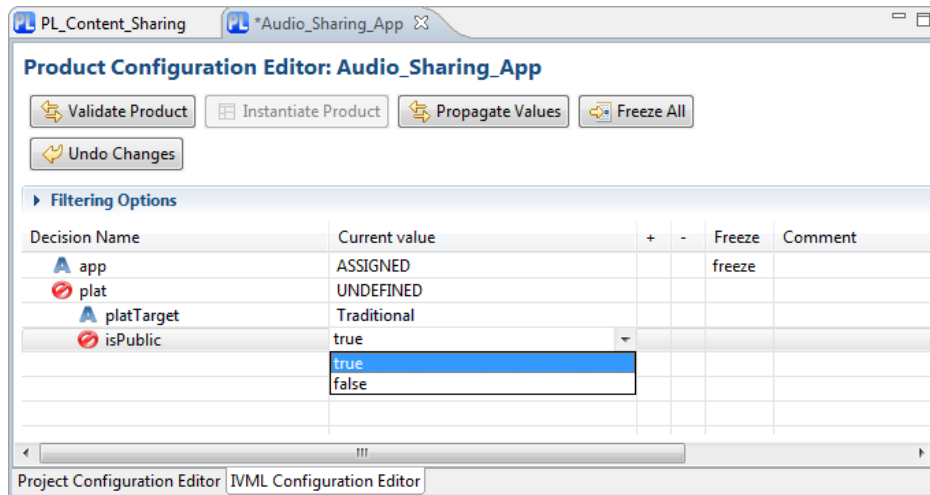 PL PL_Content_Sharing PL *Audio_Sharing_App
Product Configuration Editor: Audio_Sharing_App
Validate Product Instantiate Product Propagate Values Freeze All
Undo Changes
Filtering Options
Decision Name Current value + - Freeze Comment
A app ASSIGNED freeze
plat UNDEFINED
A platTarget Traditional
isPublic true
true
false
Project Configuration Editor IVML Configuration Editor